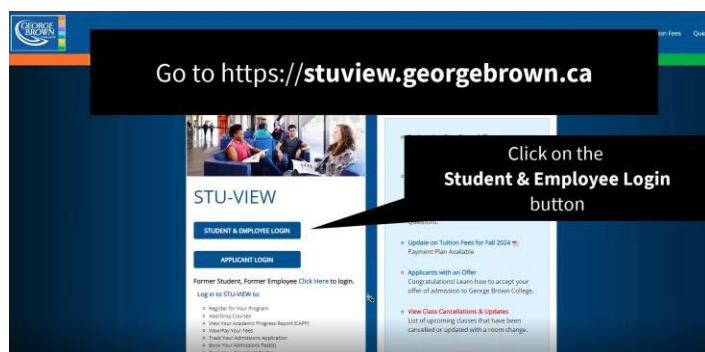 GEORGE
BROWN
on Fees Quic
Go to https://stuview.georgebrown.ca
Click on the
Student & Employee Login
button
STU-VIEW
STUDENT & EMPLOYEE LOGIN
APPLICANT LOGIN
Former Student, Former Employee Click Here to login.
Log in to STU-VIEW to:
Register for Your Program
Add/Drop Courses
View Your Academic Progress Report (CAPP)
View/Pay Your Fees
Track Your Admissions Application
Book Your Admissions Test(s)
Questions.
Update on Tuition Fees for Fall 2024
Payment Plan Available
Applicants with an Offer
Congratulations! Learn how to accept your
offer of admission to George Brown College.
View Class Cancellations & Updates
List of upcoming classes that have been
cancelled or updated with a room change.